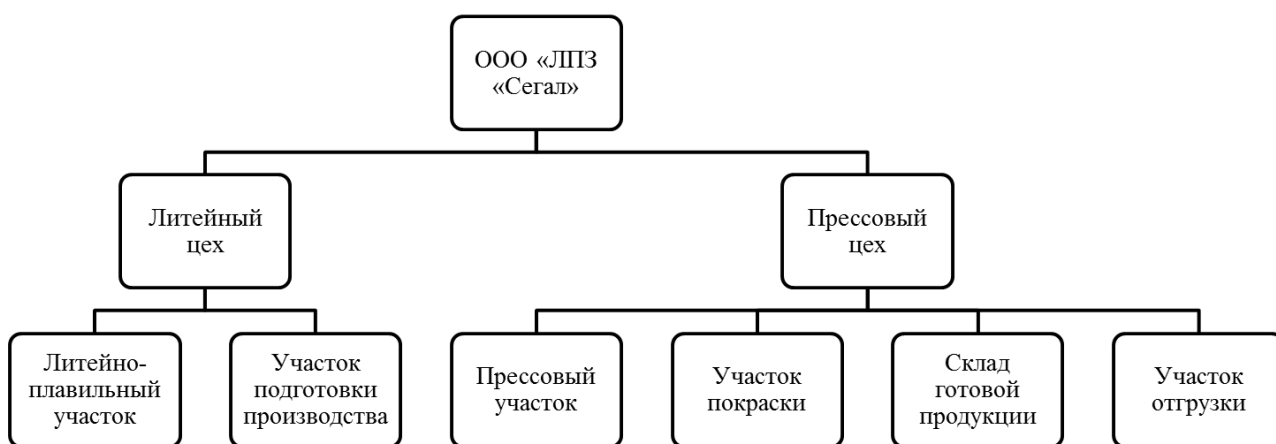 ООО «ЛПЗ
«Сегал»
Литейный
цех
Прессовый
цех
Литейно-
плавильный
участок
Участок
подготовки
производства
Прессовый
участок
Участок
покраски
Склад
готовой
продукции
Участок
отгрузки